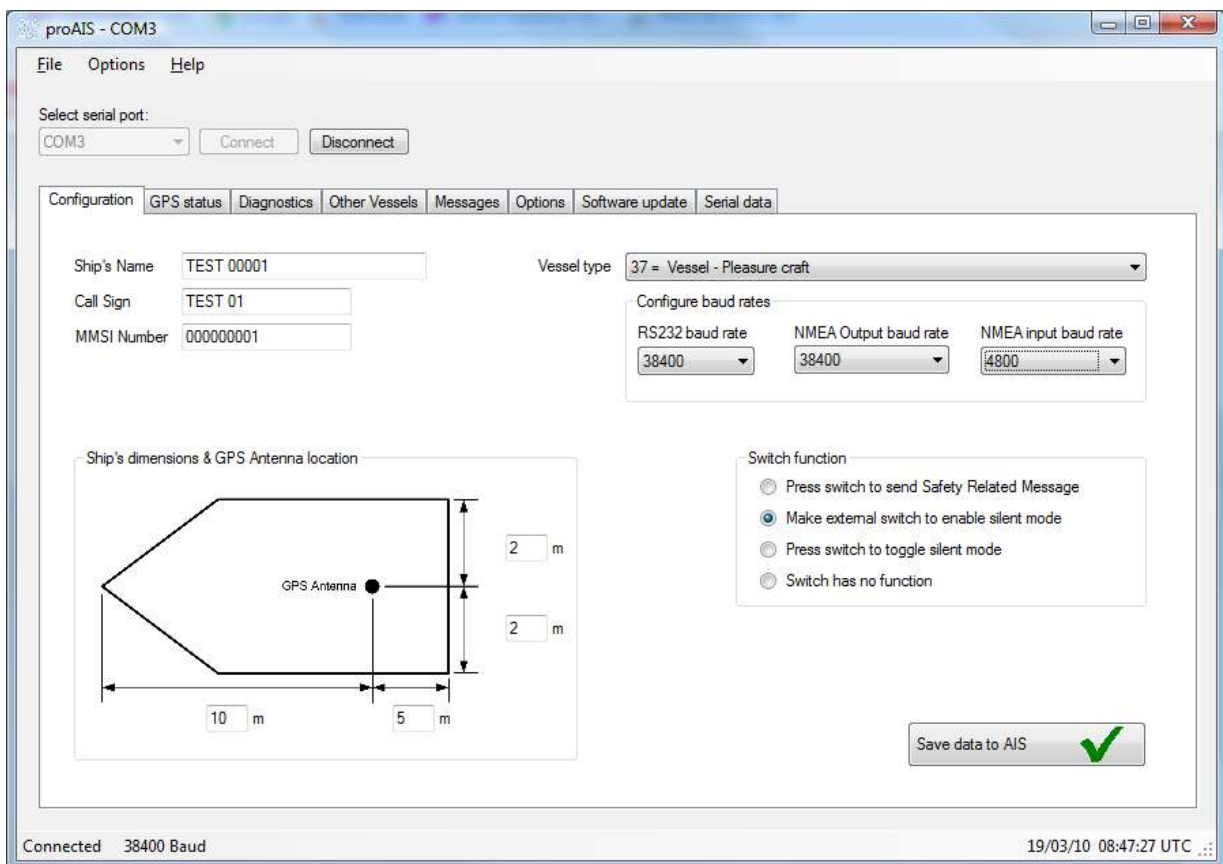 proAIS - COM3
File Options Help
Select serial port:
COM3 Connect Disconnect
Configuration GPS status Diagnostics Other Vessels Messages Options Software update Serial data
Ship's Name TEST 00001 Vessel type 37 = Vessel - Pleasure craft
Call Sign TEST 01 Configure baud rates
MMSI Number 000000001 RS232 baud rate NMEA Output baud rate NMEA input baud rate
38400 38400 4800
Ship's dimensions & GPS Antenna location Switch function
Press switch to send Safety Related Message
Make external switch to enable silent mode
2 m Press switch to toggle silent mode
GPS Antenna Switch has no function
2 m
10 m 5 m
Save data to AIS
Connected 38400 Baud 19/03/10 08:47:27 UTC